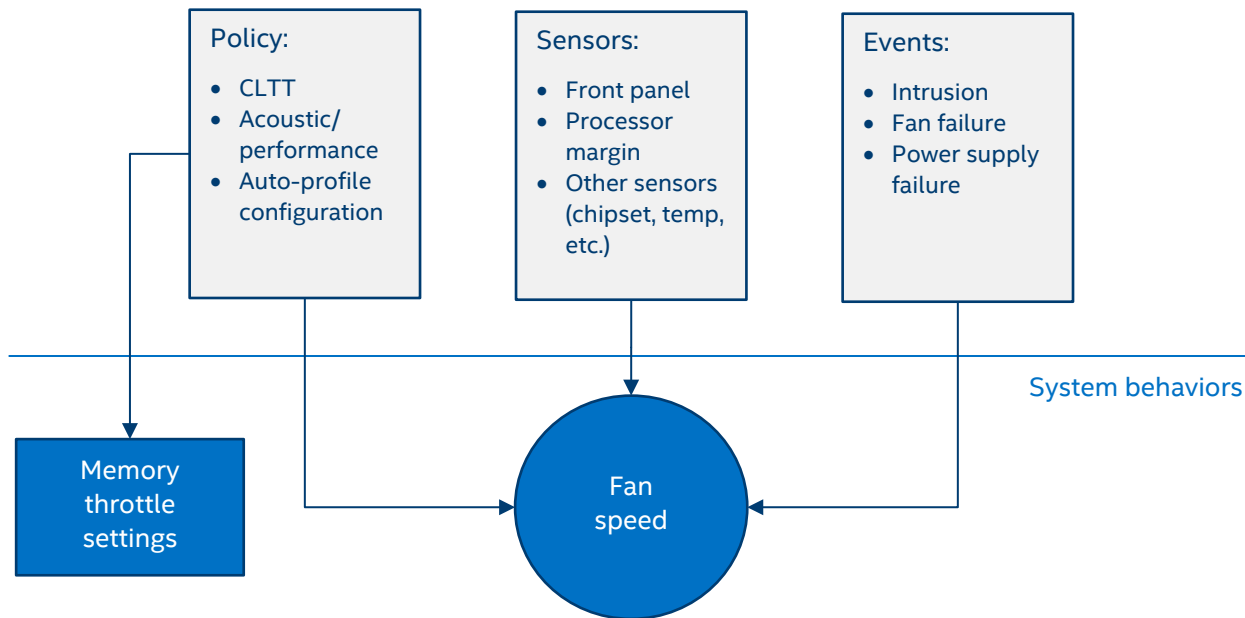 Policy:
• CLTT
• Acoustic/
performance
• Auto-profile
configuration
Sensors:
• Front panel
• Processor
margin
• Other sensors
(chipset, temp,
etc.)
Events:
• Intrusion
• Fan failure
• Power supply
failure
System behaviors
Memory
throttle
settings
Fan
speed